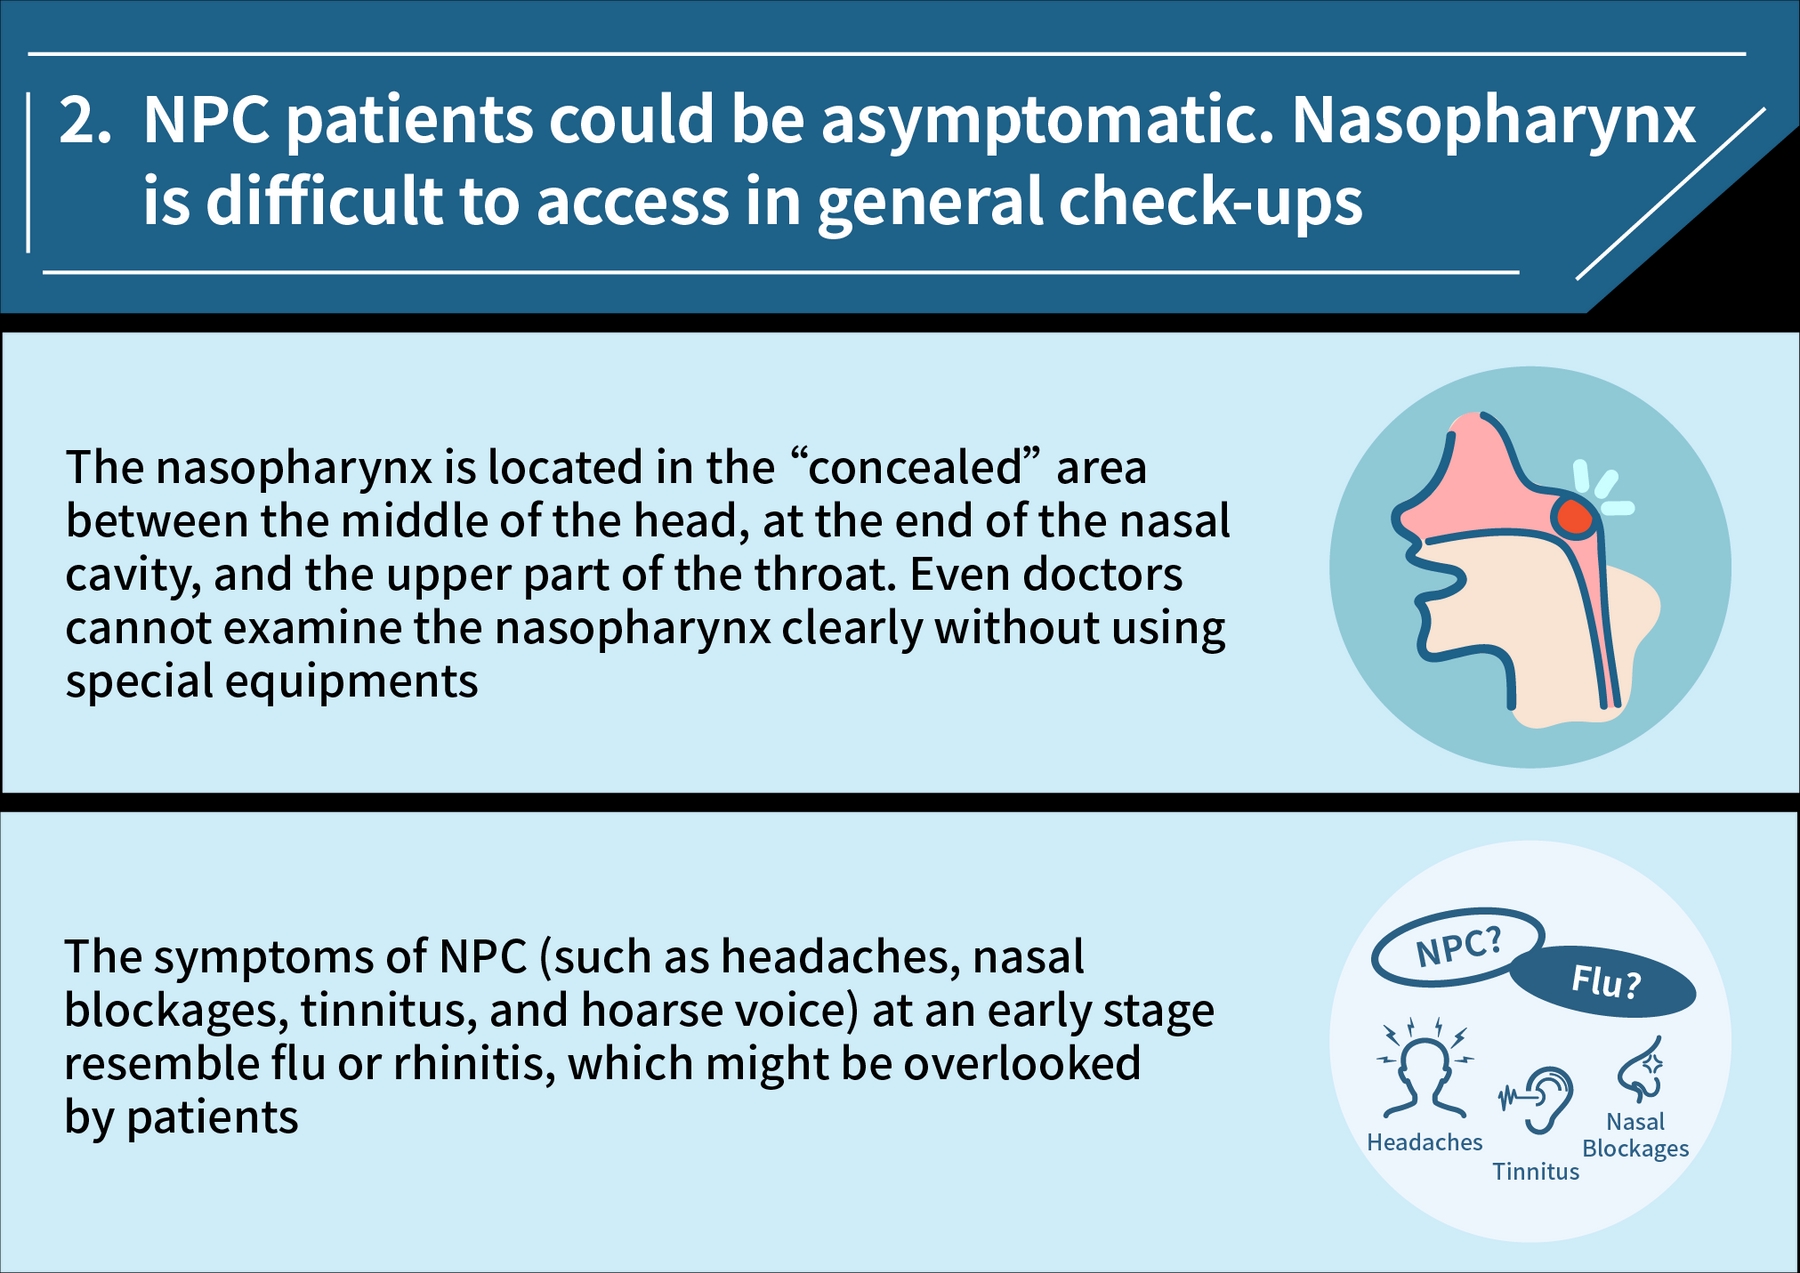 2. NPC patients could be asymptomatic. Nasopharynx
is difficult to access in general check-ups
The nasopharynx is located in the “concealed” area
between the middle of the head, at the end of the nasal
cavity, and the upper part of the throat. Even doctors
cannot examine the nasopharynx clearly without using
special equipments
The symptoms of NPC (such as headaches, nasal
blockages, tinnitus, and hoarse voice) at an early stage
resemble flu or rhinitis, which might be overlooked
by patients
NPC?
Flu?
Headaches
Tinnitus
Nasal
Blockages